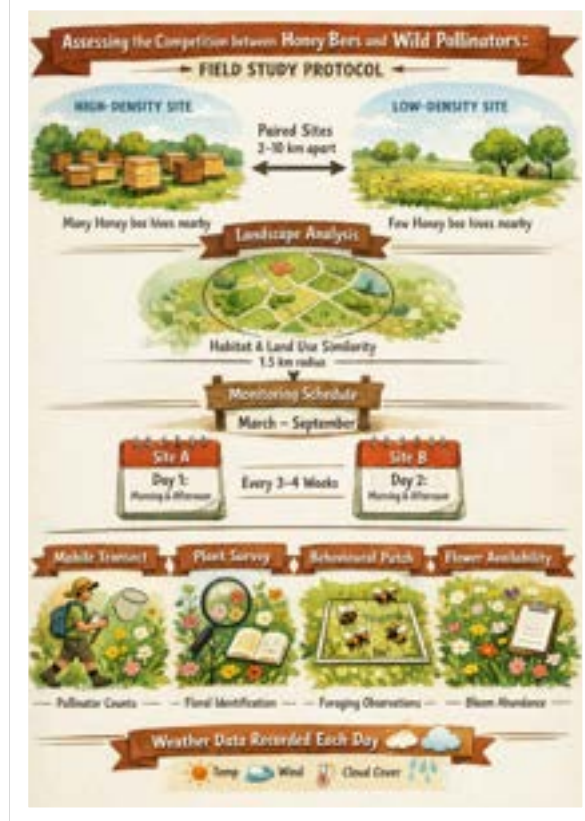 Assessing the Competition between Honey Bees and Wild Pollinators:
FIELD STUDY PROTOCOL
HIGH-DENSITY SITE
LOW-DENSITY SITE
Paired Sites
2-10 km apart
Many Honey bee hives nearby
Few Honey bee hives nearby
Landscape Analysis
Habitat & Land Use Similarity
1.5 km radius
Monitoring Schedule
March – September
Site A
Day 1:
Morning & Afternoon
Every 3-4 Weeks
Site B
Day 2:
Morning & Afternoon
Mobile Transect
Plant Survey
Behavioural Patch
Flower Availability
Pollinator Counts
Floral Identification
Foraging Observations
Bloom Abundance
Weather Data Recorded Each Day
Temp
Wind
Cloud Cover